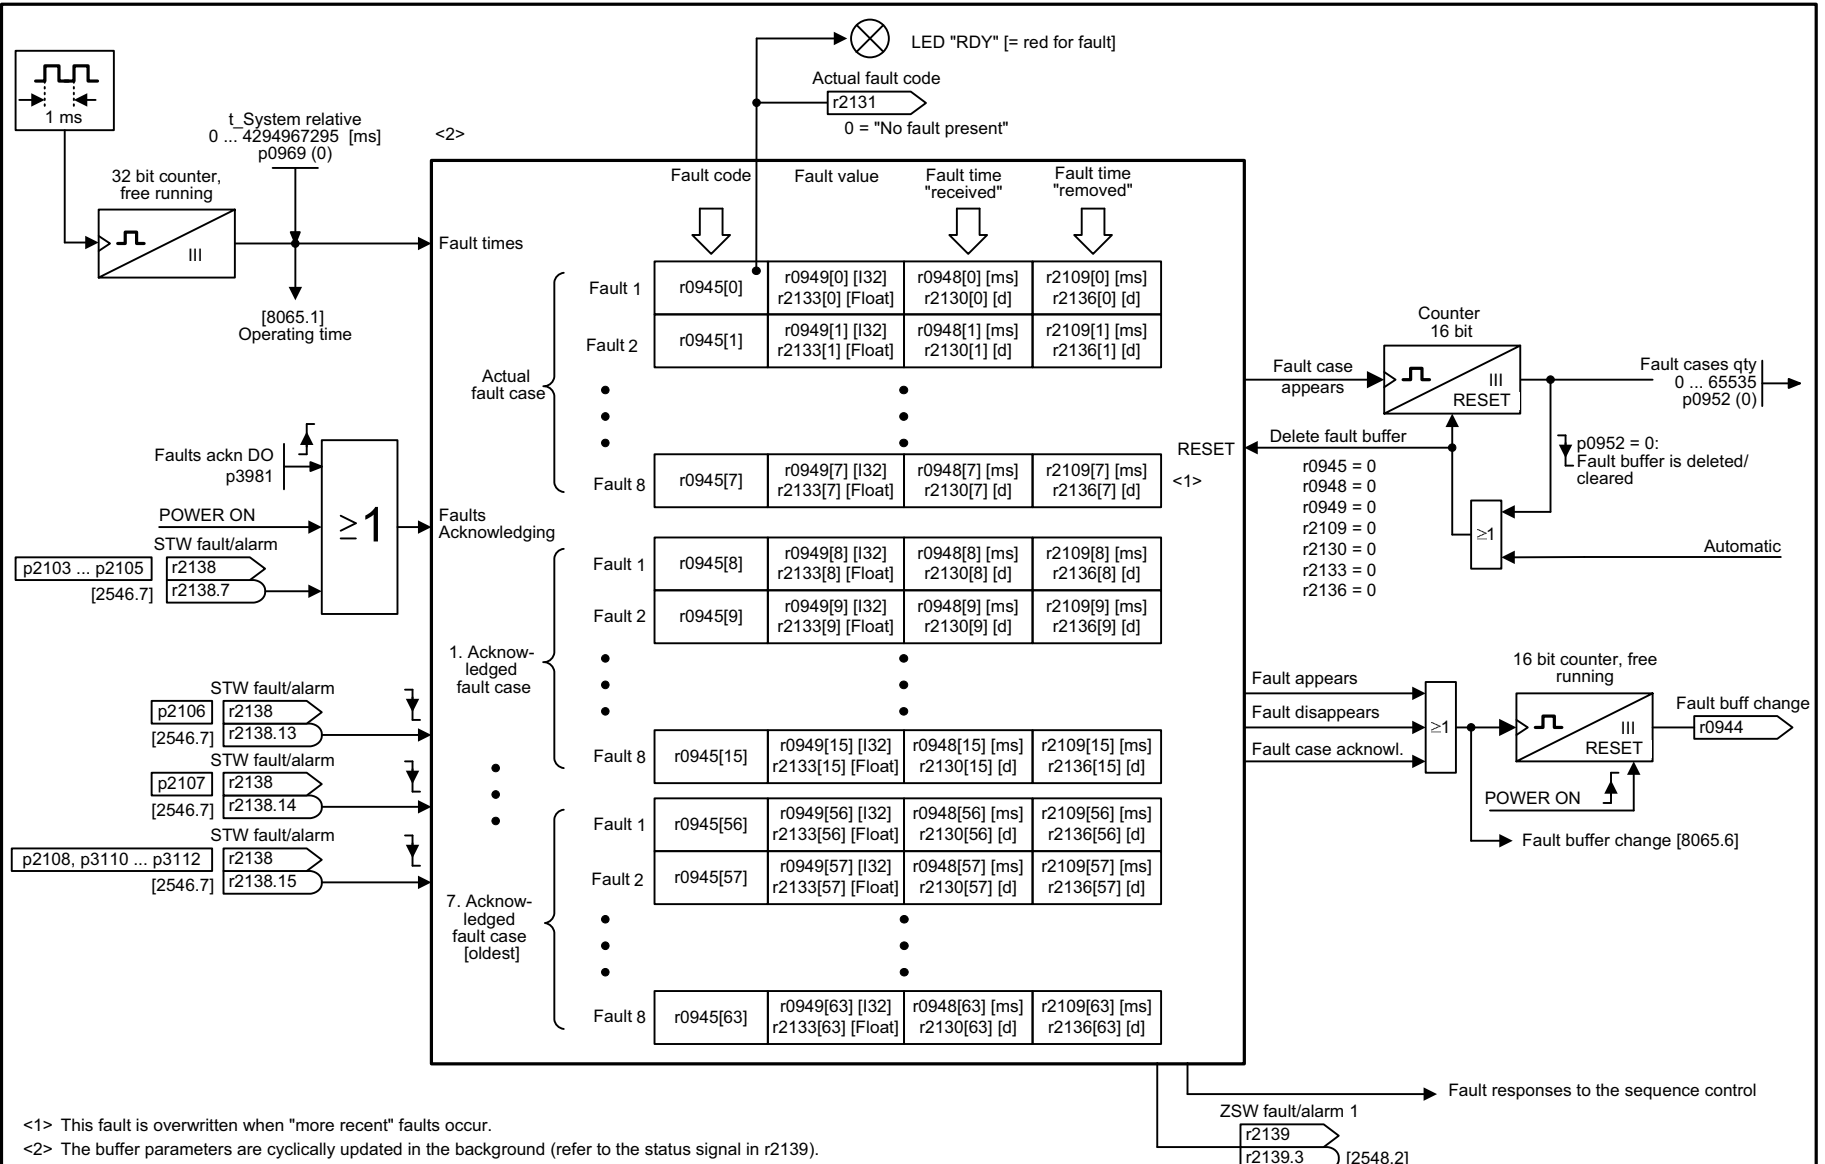 LED "RDY" [= red for fault]
Actual fault code
r2131
0 = "No fault present"
1 ms
t_System relative
0 ... 4294967295 [ms]
p0969 (0)
<2>
32 bit counter,
free running
III
[8065.1]
Operating time
Fault times
Fault code
Fault value
Fault time
"received"
Fault time
"removed"
Actual
fault case
Fault 1
r0945[0]
r0949[0] [I32]
r2133[0] [Float]
r0948[0] [ms]
r2130[0] [d]
r2109[0] [ms]
r2136[0] [d]
Fault 2
r0945[1]
r0949[1] [I32]
r2133[1] [Float]
r0948[1] [ms]
r2130[1] [d]
r2109[1] [ms]
r2136[1] [d]
Fault 8
r0945[7]
r0949[7] [I32]
r2133[7] [Float]
r0948[7] [ms]
r2130[7] [d]
r2109[7] [ms]
r2136[7] [d]
<1>
RESET
Faults ackn DO
p3981
POWER ON
STW fault/alarm
p2103 ... p2105
r2138
[2546.7]
r2138.7
≥1
Faults
Acknowledging
1. Acknow-
ledged
fault case
Fault 1
r0945[8]
r0949[8] [I32]
r2133[8] [Float]
r0948[8] [ms]
r2130[8] [d]
r2109[8] [ms]
r2136[8] [d]
Fault 2
r0945[9]
r0949[9] [I32]
r2133[9] [Float]
r0948[9] [ms]
r2130[9] [d]
r2109[9] [ms]
r2136[9] [d]
Fault 8
r0945[15]
r0949[15] [I32]
r2133[15] [Float]
r0948[15] [ms]
r2130[15] [d]
r2109[15] [ms]
r2136[15] [d]
STW fault/alarm
p2106
r2138
[2546.7]
r2138.13
STW fault/alarm
p2107
r2138
[2546.7]
r2138.14
STW fault/alarm
p2108, p3110 ... p3112
r2138
[2546.7]
r2138.15
7. Acknow-
ledged
fault case
[oldest]
Fault 1
r0945[56]
r0949[56] [I32]
r2133[56] [Float]
r0948[56] [ms]
r2130[56] [d]
r2109[56] [ms]
r2136[56] [d]
Fault 2
r0945[57]
r0949[57] [I32]
r2133[57] [Float]
r0948[57] [ms]
r2130[57] [d]
r2109[57] [ms]
r2136[57] [d]
Fault 8
r0945[63]
r0949[63] [I32]
r2133[63] [Float]
r0948[63] [ms]
r2130[63] [d]
r2109[63] [ms]
r2136[63] [d]
Counter
16 bit
Fault case
appears
III
RESET
Fault cases qty
0 ... 65535
p0952 (0)
Delete fault buffer
r0945 = 0
r0948 = 0
r0949 = 0
r2109 = 0
r2130 = 0
r2133 = 0
r2136 = 0
p0952 = 0:
Fault buffer is deleted/
cleared
≥1
Automatic
Fault appears
Fault disappears
Fault case acknowl.
≥1
16 bit counter, free
running
III
RESET
POWER ON
Fault buff change
r0944
Fault buffer change [8065.6]
Fault responses to the sequence control
ZSW fault/alarm 1
r2139
r2139.3
[2548.2]
<1> This fault is overwritten when "more recent" faults occur.
<2> The buffer parameters are cyclically updated in the background (refer to the status signal in r2139).